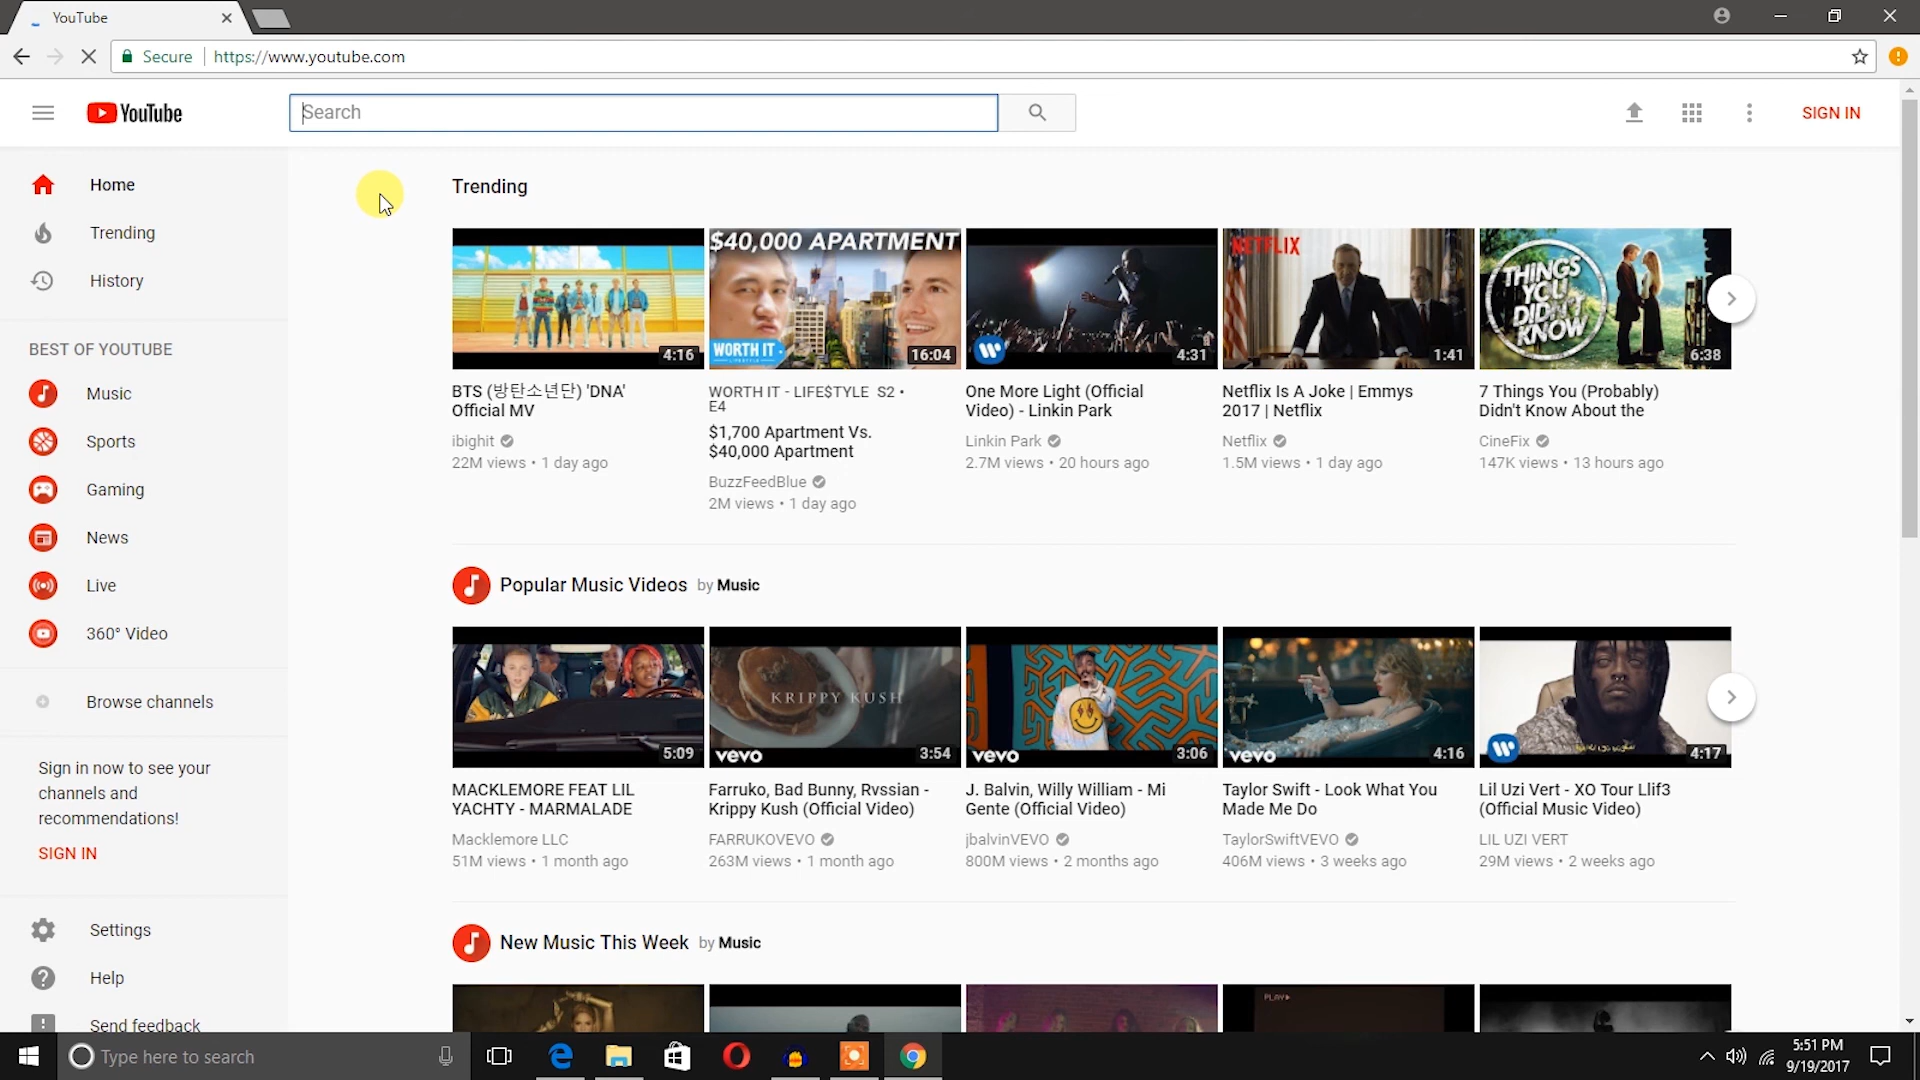 YouTube
Secure
https://www.youtube.com
YouTube
Search
SIGN IN
Home
Trending
History
BEST OF YOUTUBE
Music
Sports
Gaming
News
Live
360° Video
Browse channels
Sign in now to see your
channels and
recommendations!
SIGN IN
Settings
Help
Send feedback
Trending
4:16
$40,000 APARTMENT
WORTH IT
LIFESTYLE
16:04
4:31
NETFLIX
1:41
THINGS
YOU
DIDN'T
KNOW
6:38
BTS (방탄소년단) 'DNA'
Official MV
ibighit
22M views • 1 day ago
WORTH IT - LIFE$TYLE S2 •
E4
$1,700 Apartment Vs.
$40,000 Apartment
BuzzFeedBlue
2M views • 1 day ago
One More Light (Official
Video) - Linkin Park
Linkin Park
2.7M views • 20 hours ago
Netflix Is A Joke | Emmys
2017 | Netflix
Netflix
1.5M views • 1 day ago
7 Things You (Probably)
Didn't Know About the
CineFix
147K views • 13 hours ago
Popular Music Videos by Music
5:09
KRIPPY KUSH
vevo
3:54
vevo
3:06
vevo
4:16
4:17
MACKLEMORE FEAT LIL
YACHTY - MARMALADE
Macklemore LLC
51M views • 1 month ago
Farruko, Bad Bunny, Rvssian -
Krippy Kush (Official Video)
FARRUKOVEVO
263M views • 1 month ago
J. Balvin, Willy William - Mi
Gente (Official Video)
jbalvinVEVO
800M views • 2 months ago
Taylor Swift - Look What You
Made Me Do
TaylorSwiftVEVO
406M views • 3 weeks ago
Lil Uzi Vert - XO Tour Llif3
(Official Music Video)
LIL UZI VERT
29M views • 2 weeks ago
New Music This Week by Music
PLAY
Type here to search
5:51 PM
9/19/2017